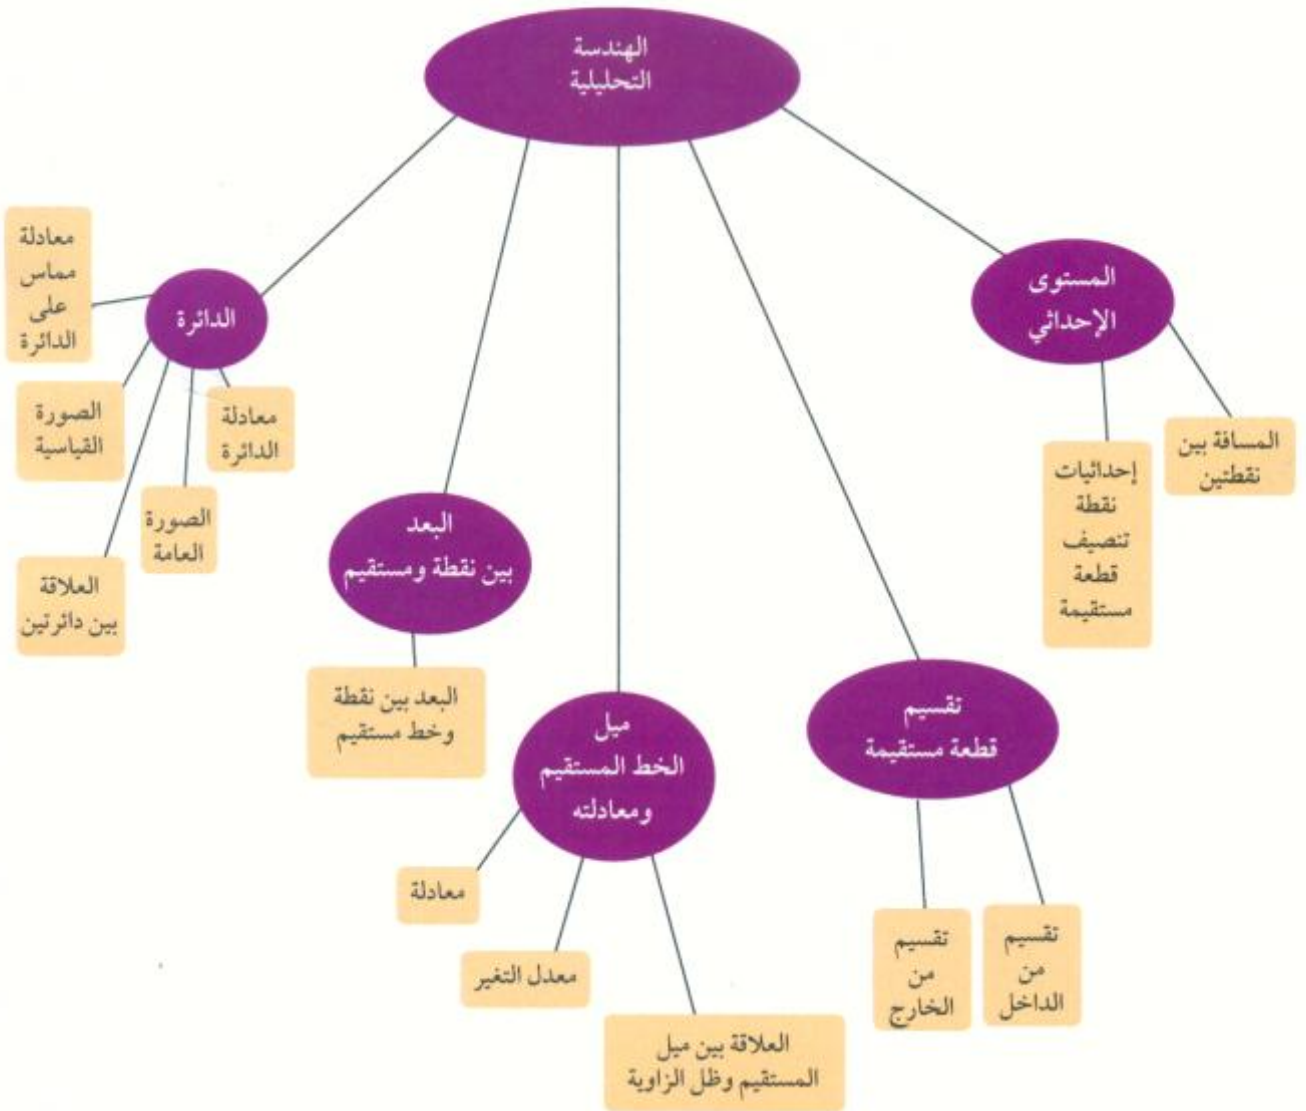 الهندسة
التحليلية
المستوى
الإحداثي
المسافة بين
نقطتين
إحداثيات
نقطة
تنصيف
قطعة
مستقيمة
تقسيم
قطعة مستقيمة
تقسيم
من
الداخل
تقسيم
من
الخارج
ميل
الخط المستقيم
ومعادلته
العلاقة بين ميل
المستقيم وظل الزاوية
معدل التغير
معادلة
البعد
بين نقطة ومستقيم
البعد بين نقطة
وخط مستقيم
الدائرة
معادلة
الدائرة
الصورة
العامة
العلاقة
بين دائرتين
الصورة
القياسية
معادلة
مماس
على
الدائرة